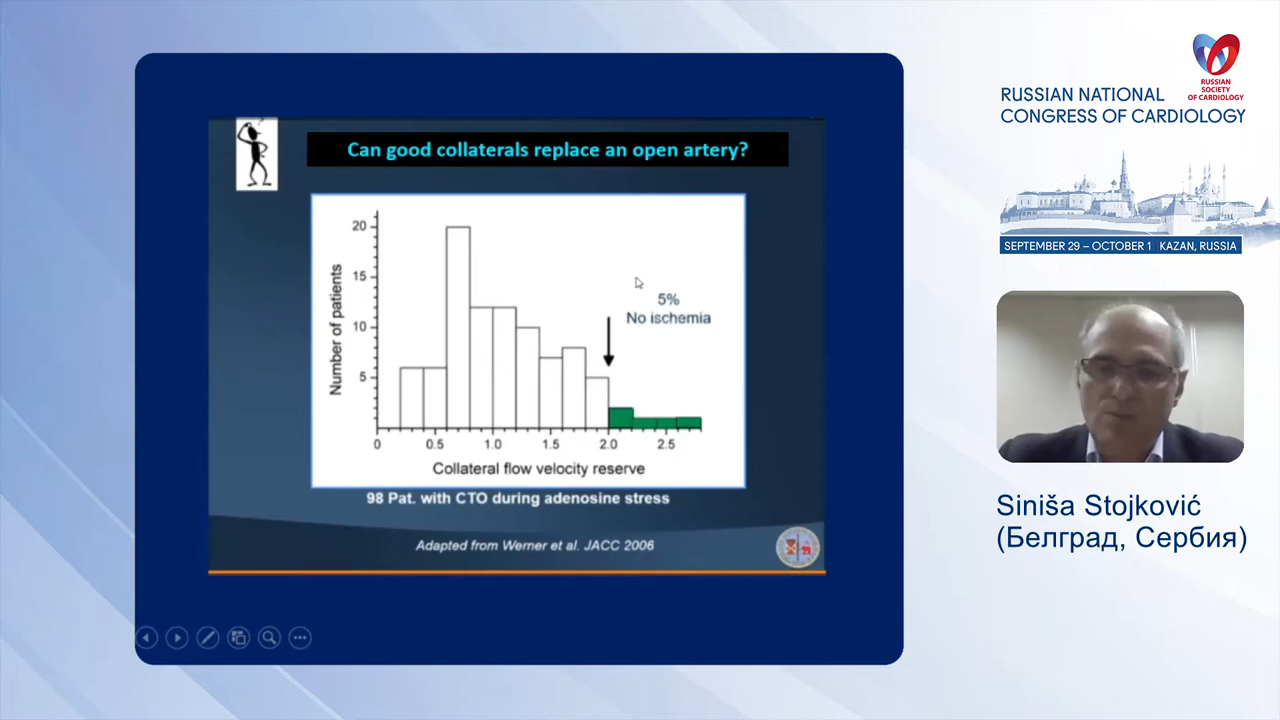 Can good collaterals replace an open artery?
20
15
10
5
Number of patients
5%
No ischemia
0 0.5 1.0 1.5 2.0 2.5
Collateral flow velocity reserve
98 Pat. with CTO during adenosine stress
Adapted from Werner et al. JACC 2006
RUSSIAN
SOCIETY
OF CARDIOLOGY
RUSSIAN NATIONAL
CONGRESS OF CARDIOLOGY
SEPTEMBER 29 – OCTOBER 1 KAZAN, RUSSIA
Siniša Stojković
(Белград, Сербия)